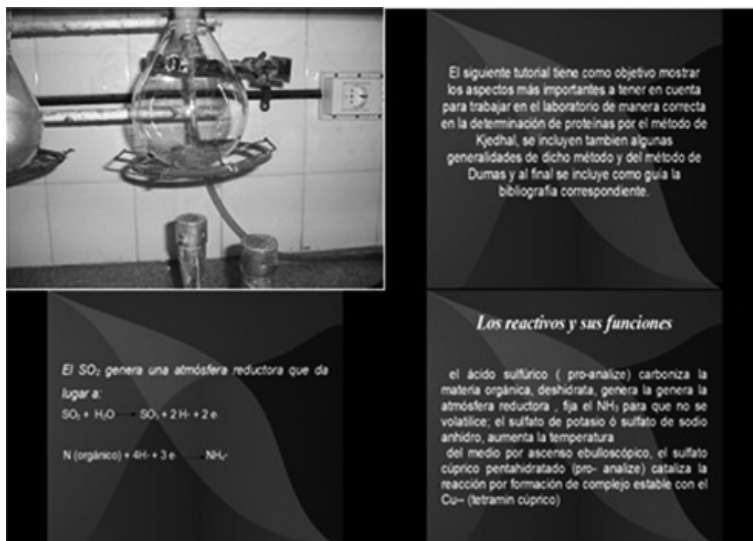 El siguiente tutorial tiene como objetivo mostrar
los aspectos más importantes a tener en cuenta
para trabajar en el laboratorio de manera correcta
en la determinación de proteínas por el método de
Kjedhal, se incluyen tambien algunas
generalidades de dicho método y del método de
Dumas y al final se incluye como guía la
bibliografía correspondiente.
El SO₂ genera una atmósfera reductora que da
lugar a:
SO₂ + H₂O → SO₃ + 2 H- + 2 e
N (orgánico) + 4H- + 3 e- → NH₄-
Los reactivos y sus funciones
el ácido sulfúrico ( pro-analize) carboniza la
materia orgánica, deshidrata, genera la genera la
atmósfera reductora , fija el NH₃ para que no se
volatilice; el sulfato de potasio ó sulfato de sodio
anhidro, aumenta la temperatura
del medio por ascenso ebulloscópico, el sulfato
cúprico pentahidratado (pro- analize) cataliza la
reacción por formación de complejo estable con el
Cu-- (tetramin cúprico)